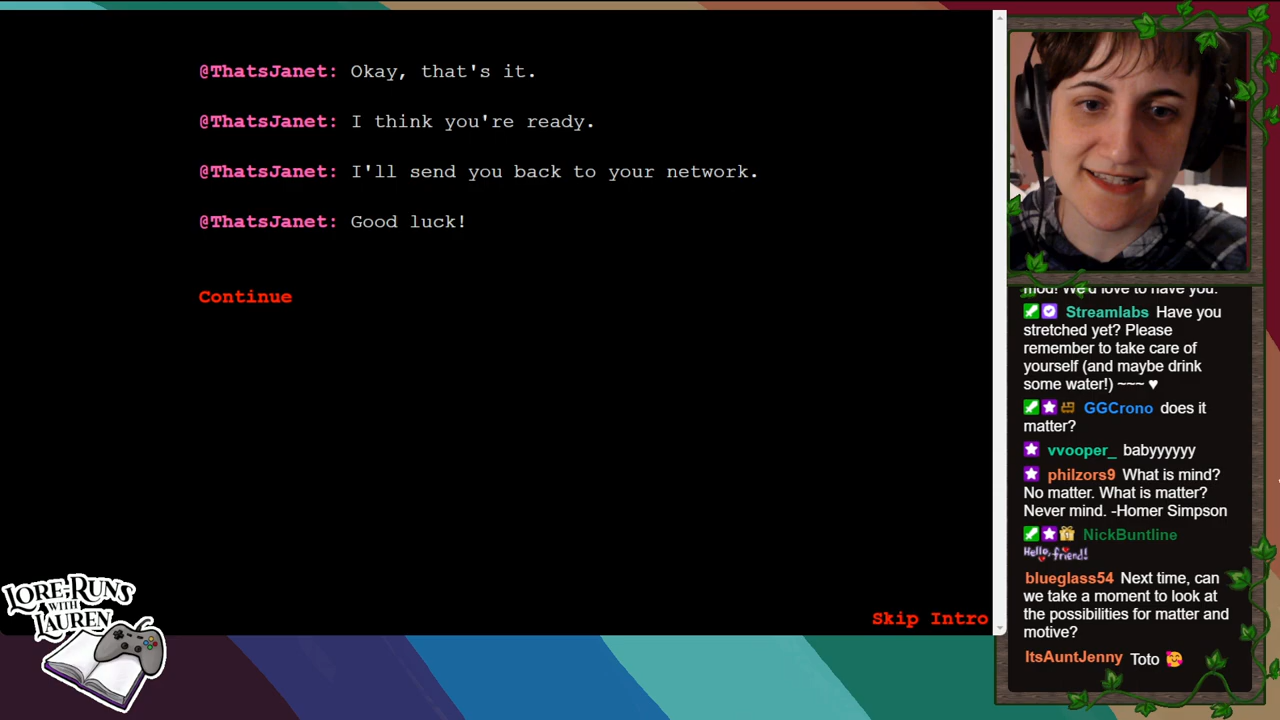 @ThatsJanet: Okay, that's it.
@ThatsJanet: I think you're ready.
@ThatsJanet: I'll send you back to your network.
@ThatsJanet: Good luck!
Continue
Skip Intro
LORE-RUNS
WITH
LAUREN
mod! We'd love to have you.
Streamlabs Have you
stretched yet? Please
remember to take care of
yourself (and maybe drink
some water!) ~~~ ♥
GGCrono does it
matter?
vvooper_ babyyyyyy
philzors9 What is mind?
No matter. What is matter?
Never mind. -Homer Simpson
NickBuntline
Hello, friend!
blueglass54 Next time, can
we take a moment to look at
the possibilities for matter and
motive?
ItsAuntJenny Toto 🥰